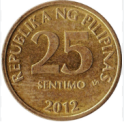 REPUBLIKA NG PILIPINAS
25
SENTIMO
2012